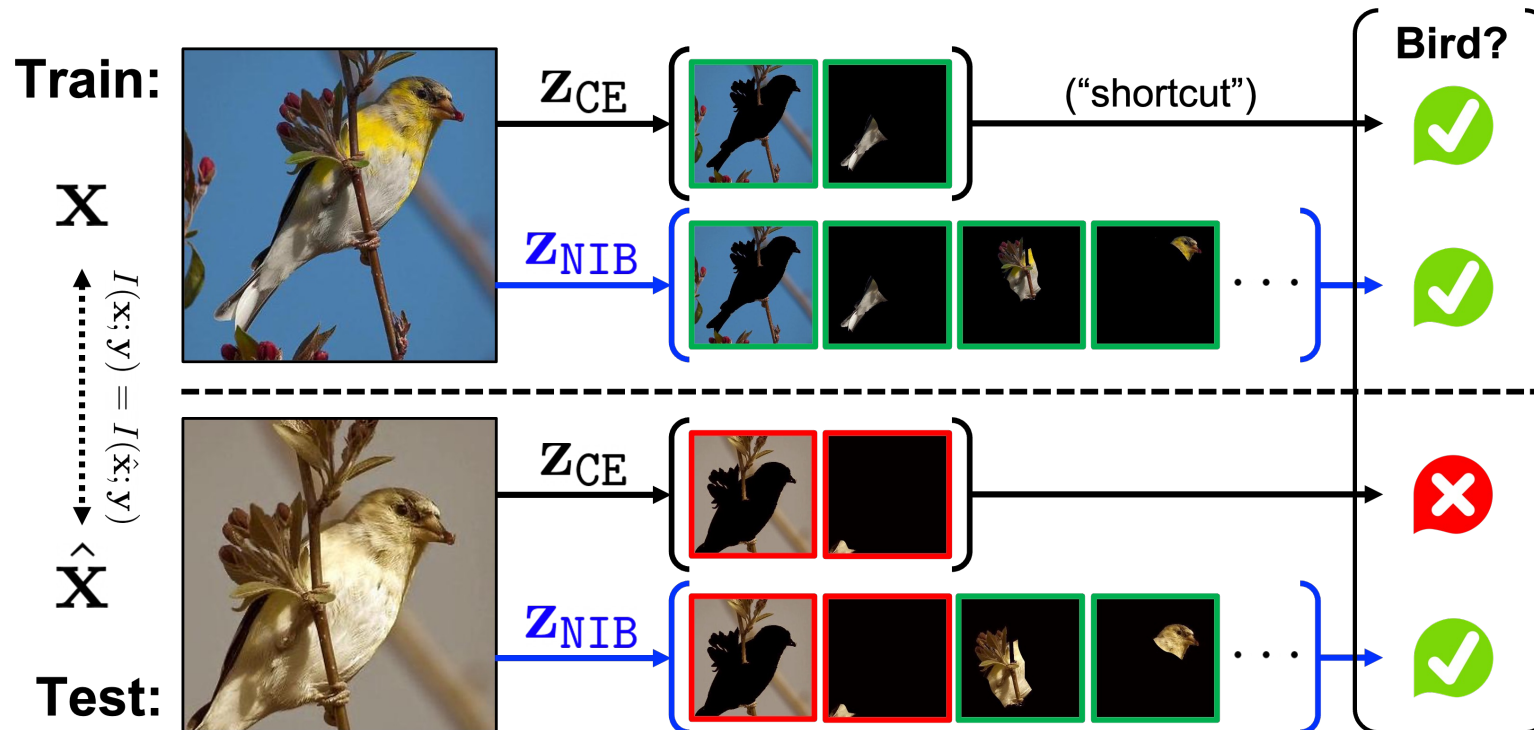 Train:
z_CE
("shortcut")
Bird?
x
z_NIB
. . .
I(x; y) = I(x̂; y)
z_CE
x̂
z_NIB
. . .
Test: